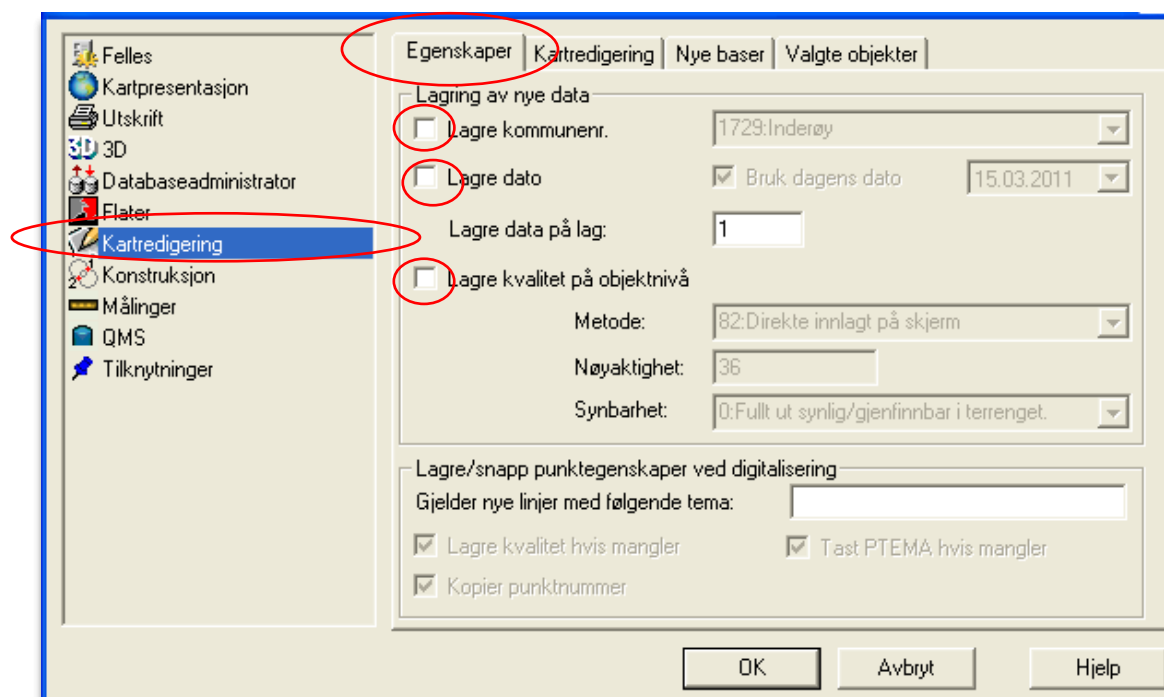 Felles
Kartpresentasjon
Utskrift
3D 3D
Databaseadministrator
Flater
Kartredigering
Konstruksjon
Målinger
QMS
Tilknytninger
Egenskaper Kartredigering Nye baser Valgte objekter
Lagring av nye data
Lagre kommunenr. 1729:Inderøy
Lagre dato Bruk dagens dato 15.03.2011
Lagre data på lag: 1
Lagre kvalitet på objektnivå
Metode: 82:Direkte innlagt på skjerm
Nøyaktighet: 36
Synbarhet: 0:Fullt ut synlig/gjenfinnbar i terrenget.
Lagre/snapp punktegenskaper ved digitalisering
Gjelder nye linjer med følgende tema:
Lagre kvalitet hvis mangler Tast PTEMA hvis mangler
Kopier punktnummer
OK Avbryt Hjelp